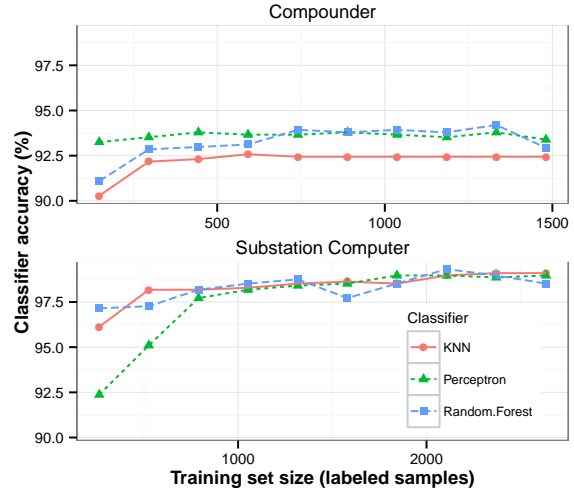 Compounder
97.5
95.0
92.5
90.0
500
1000
1500
Substation Computer
97.5
95.0
92.5
90.0
1000
2000
Classifier
KNN
Perceptron
Random.Forest
Training set size (labeled samples)
Classifier accuracy (%)